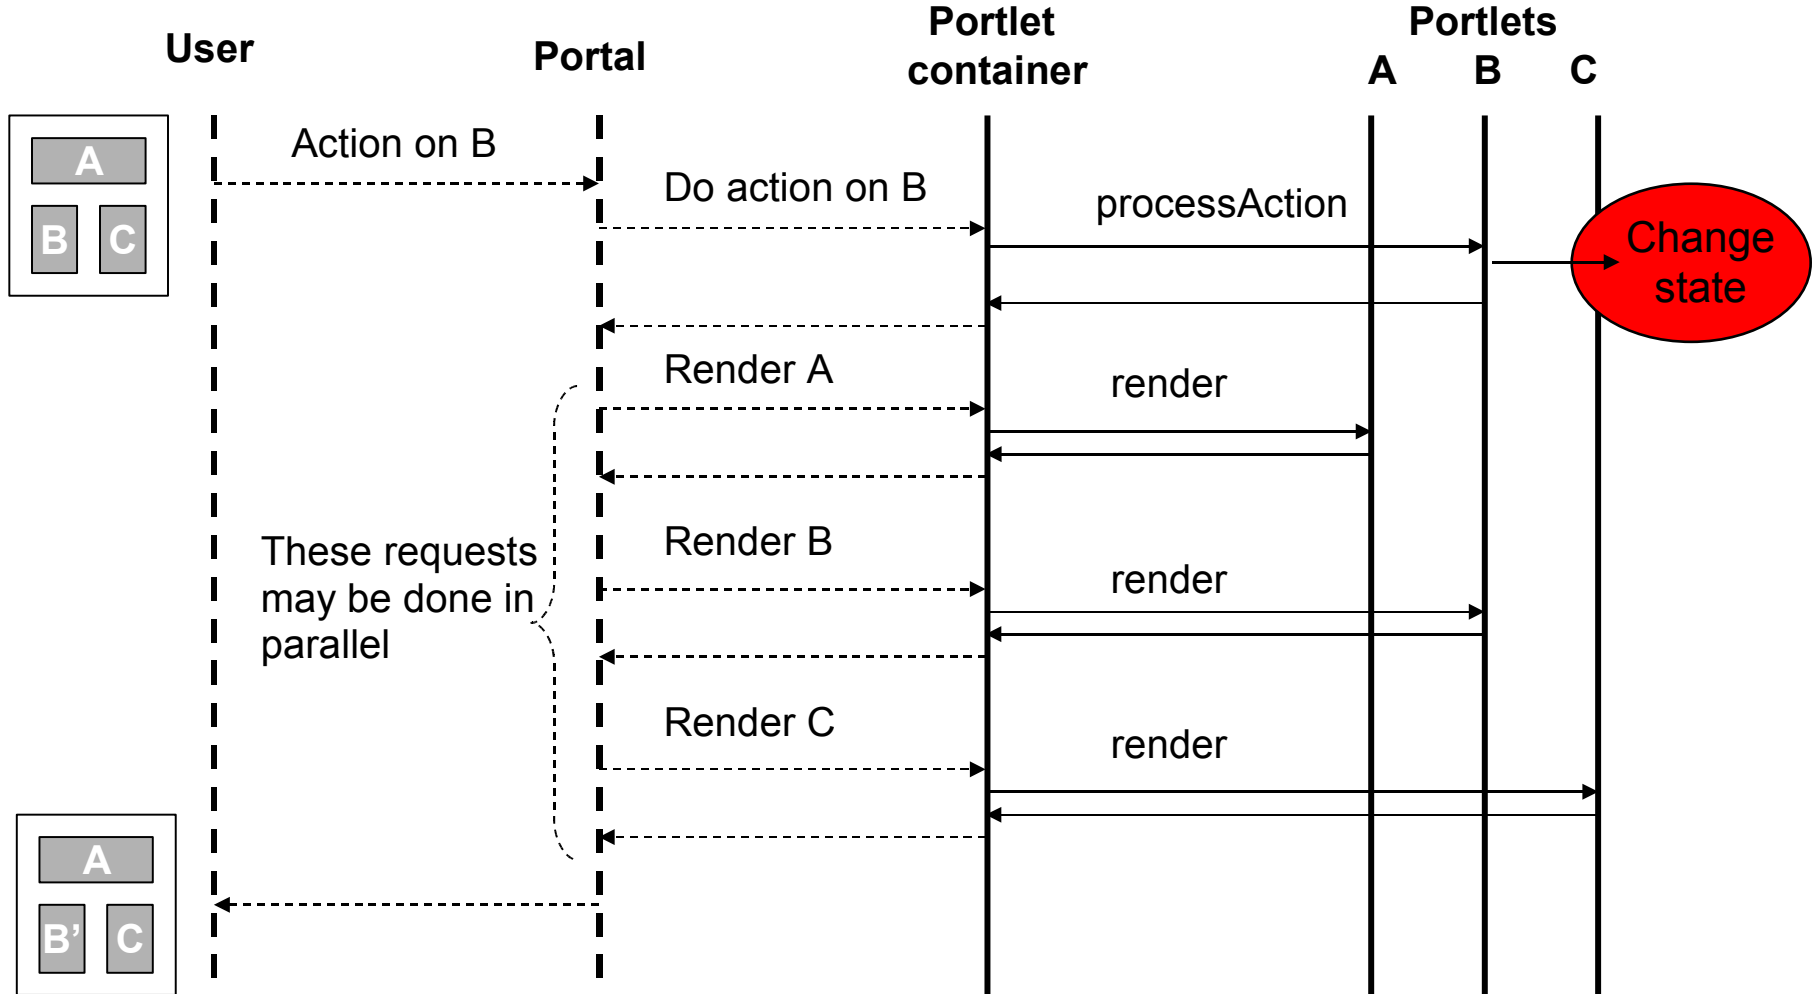 User
Portal
Portlet
container
Portlets
A B C
A
B C
Action on B
Do action on B
processAction
Change
state
Render A
render
These requests
may be done in
parallel
Render B
render
Render C
render
A
B’ C